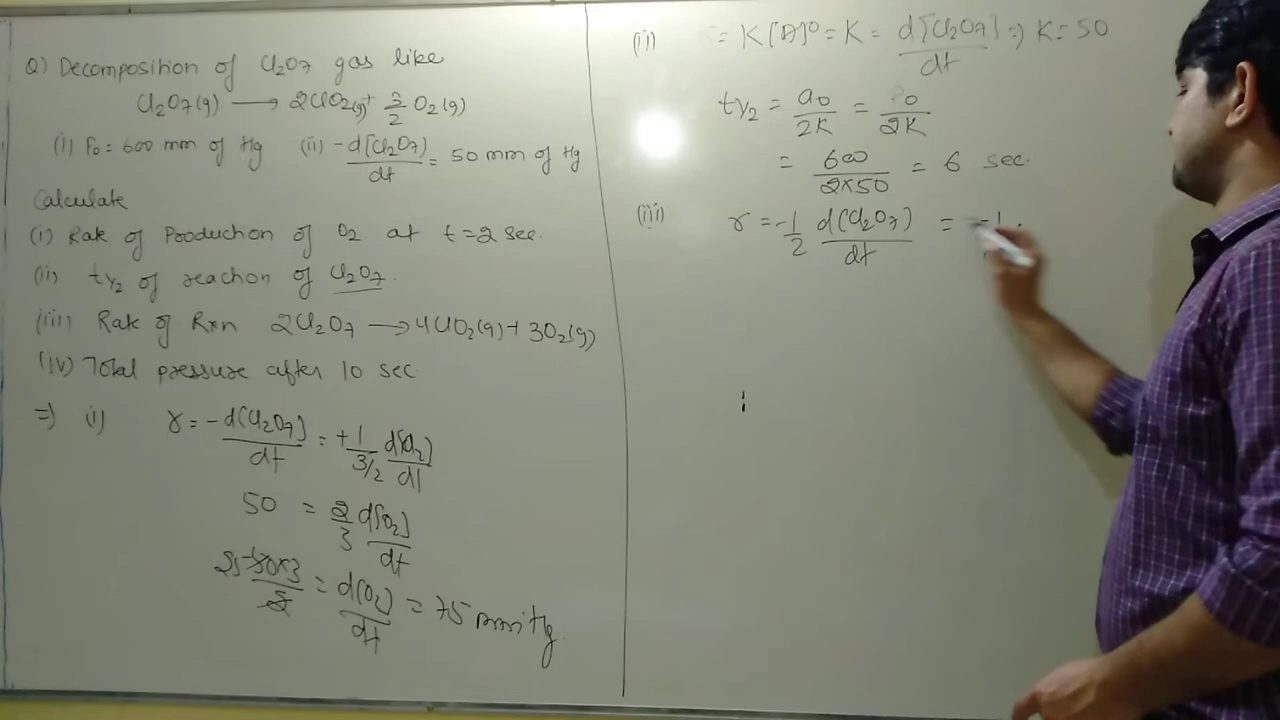 Q) Decomposition of Cl2O7 gas like
Cl2O7(g) ⟶ 2ClO2(g) + 3/2 O2(g)
(i) P0 = 600 mm of Hg (ii) -d[Cl2O7]/dt = 50 mm of Hg
Calculate
(i) Rate of Production of O2 at t=2 sec.
(ii) t1/2 of reaction of Cl2O7.
(iii) Rate of Rxn 2Cl2O7 ⟶ 4ClO2(g) + 3O2(g)
(iv) Total pressure after 10 sec
⇒ (i) r = -d[Cl2O7]/dt = +1/(3/2) d[O2]/dt
50 = 2/3 d[O2]/dt
25 50×3/2 = d[O2]/dt = 75 mm Hg
(ii) = K[A]⁰ = K = d[Cl2O7]/dt ⇒ K = 50
t1/2 = a0/2K = P0/2K
= 600/2×50 = 6 sec.
(iii) r = -1/2 d(Cl2O7)/dt = -1